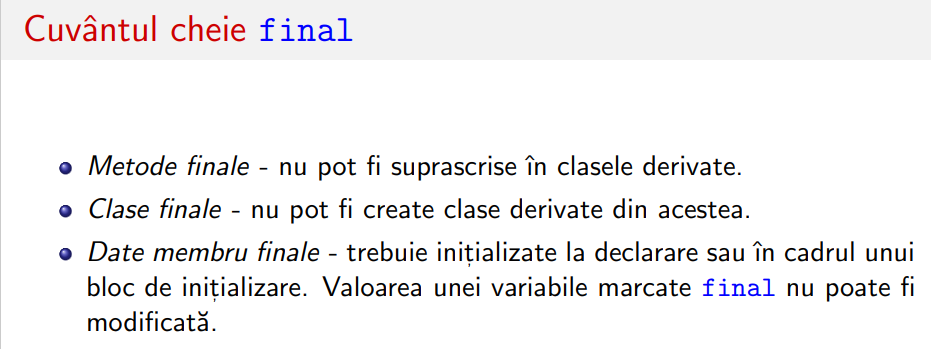 Cuvântul cheie final
Metode finale - nu pot fi suprascrise în clasele derivate.
Clase finale - nu pot fi create clase derivate din acestea.
Date membru finale - trebuie inițializate la declarare sau în cadrul unui
bloc de inițializare. Valoarea unei variabile marcate final nu poate fi
modificată.